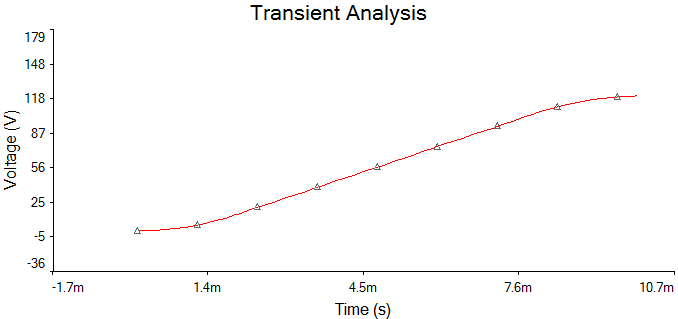 Transient Analysis
179
148
118
87
56
25
-5
-36
Voltage (V)
-1.7m 1.4m 4.5m 7.6m 10.7m
Time (s)